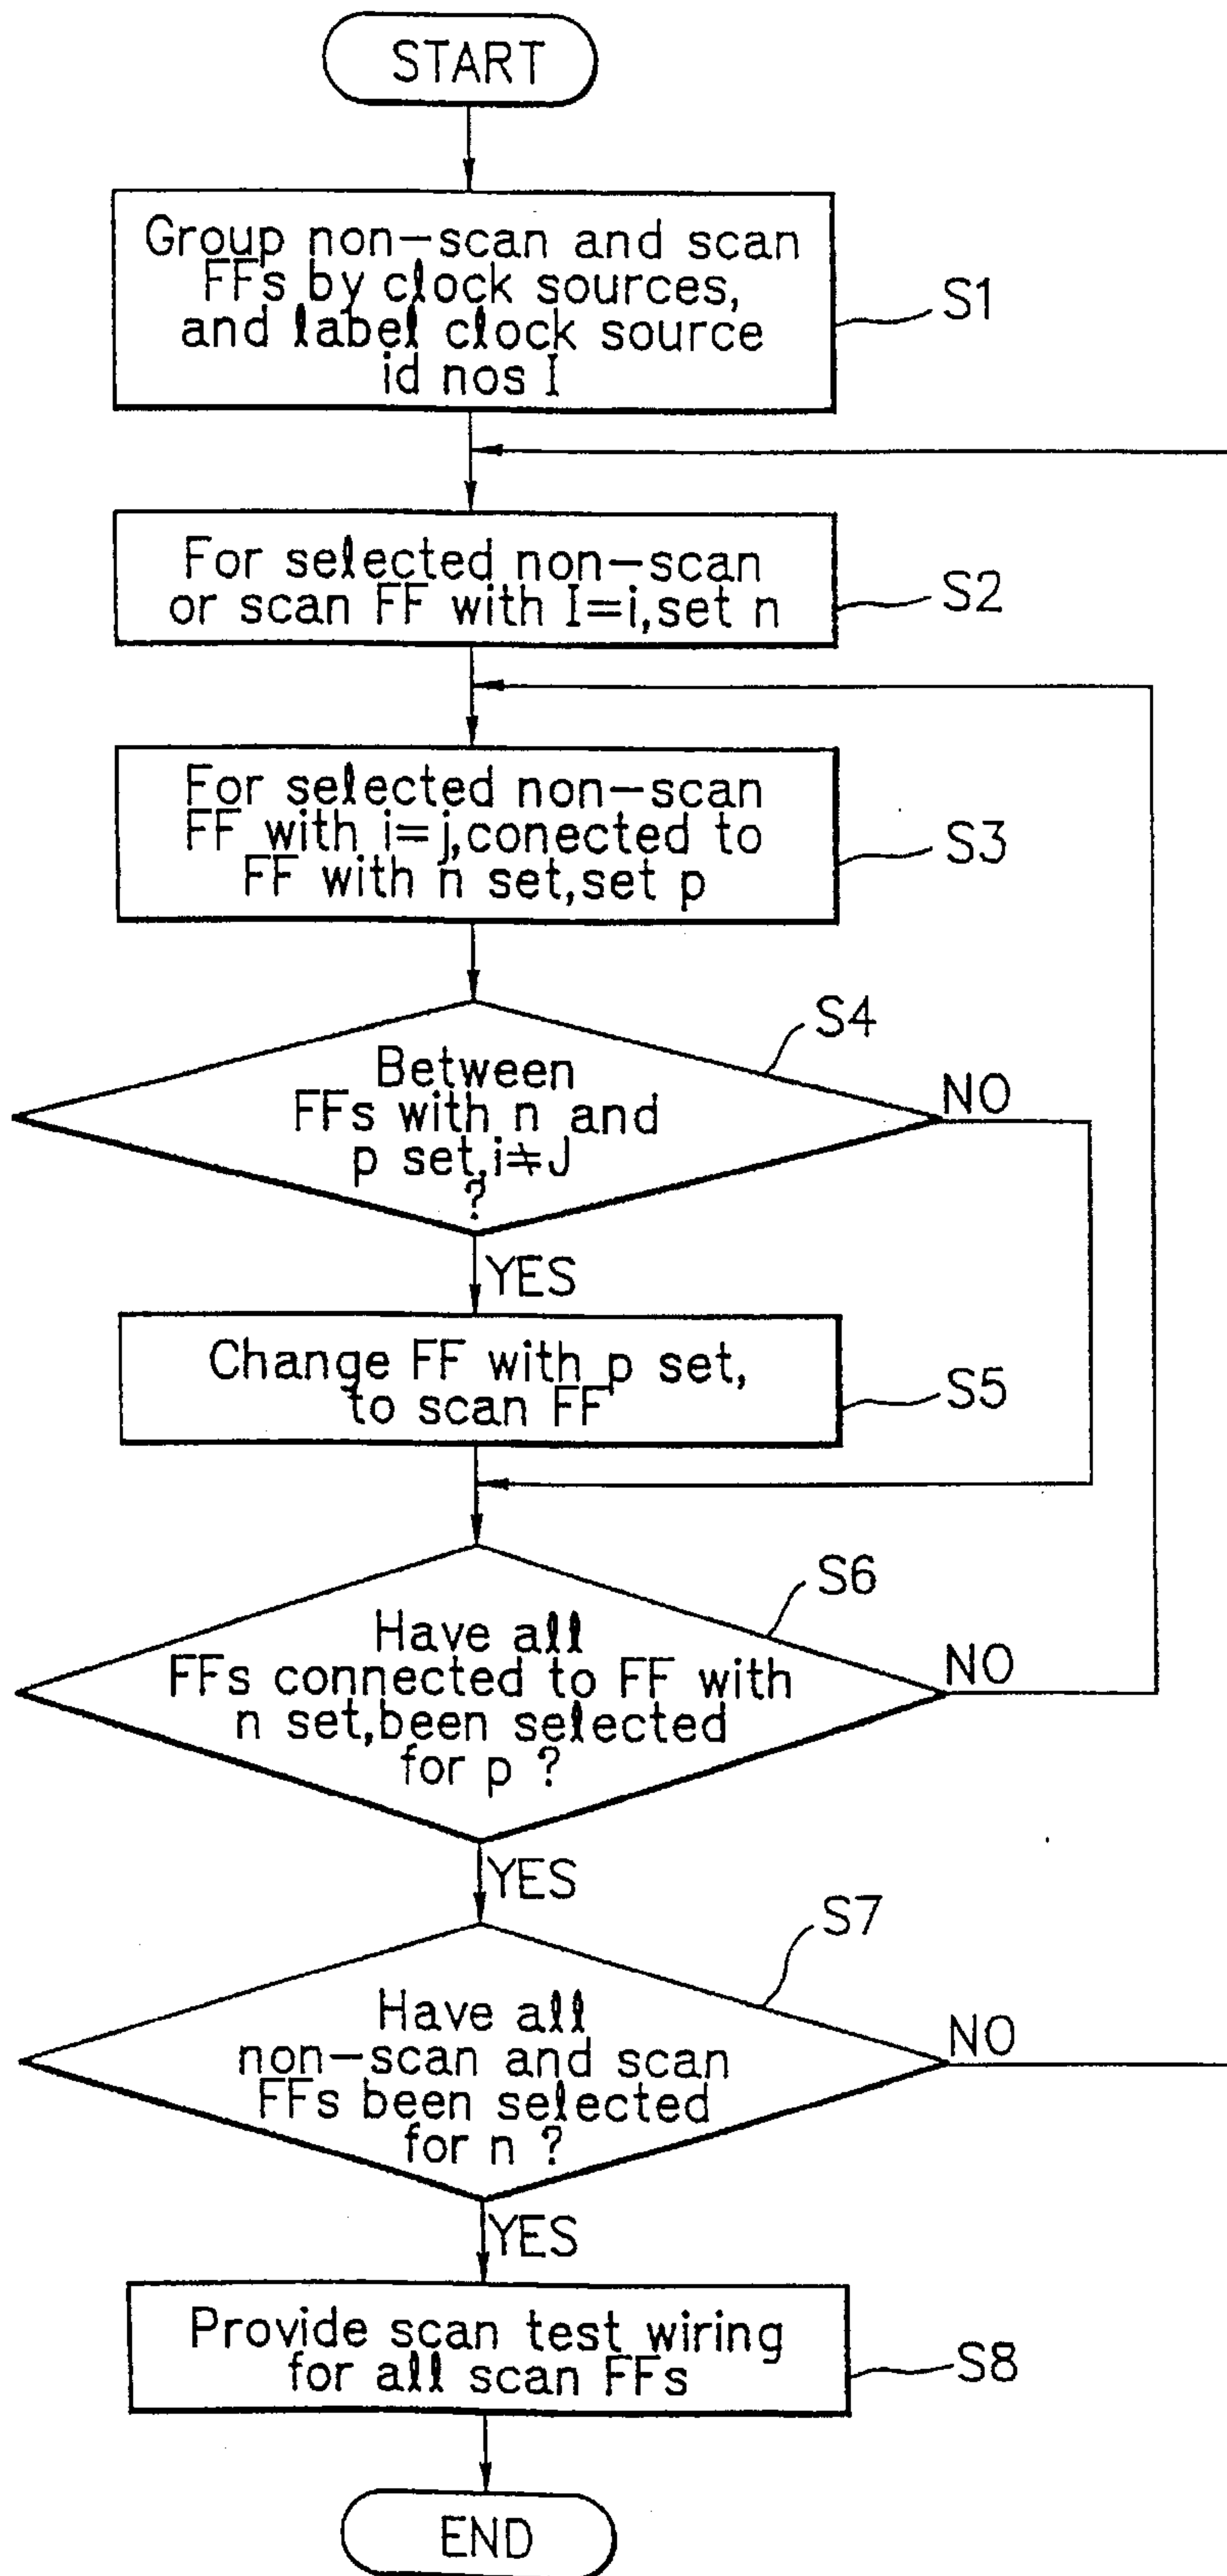 START
Group non-scan and scan
FFs by clock sources,
and label clock source
id nos I
S1
For selected non-scan
or scan FF with I=i,set n
S2
For selected non-scan
FF with i=j,conected to
FF with n set,set p
S3
S4
Between
FFs with n and
p set,i≠J
?
NO
YES
Change FF with p set,
to scan FF
S5
S6
Have all
FFs connected to FF with
n set,been selected
for p ?
NO
YES
S7
Have all
non-scan and scan
FFs been selected
for n ?
NO
YES
Provide scan test wiring
for all scan FFs
S8
END